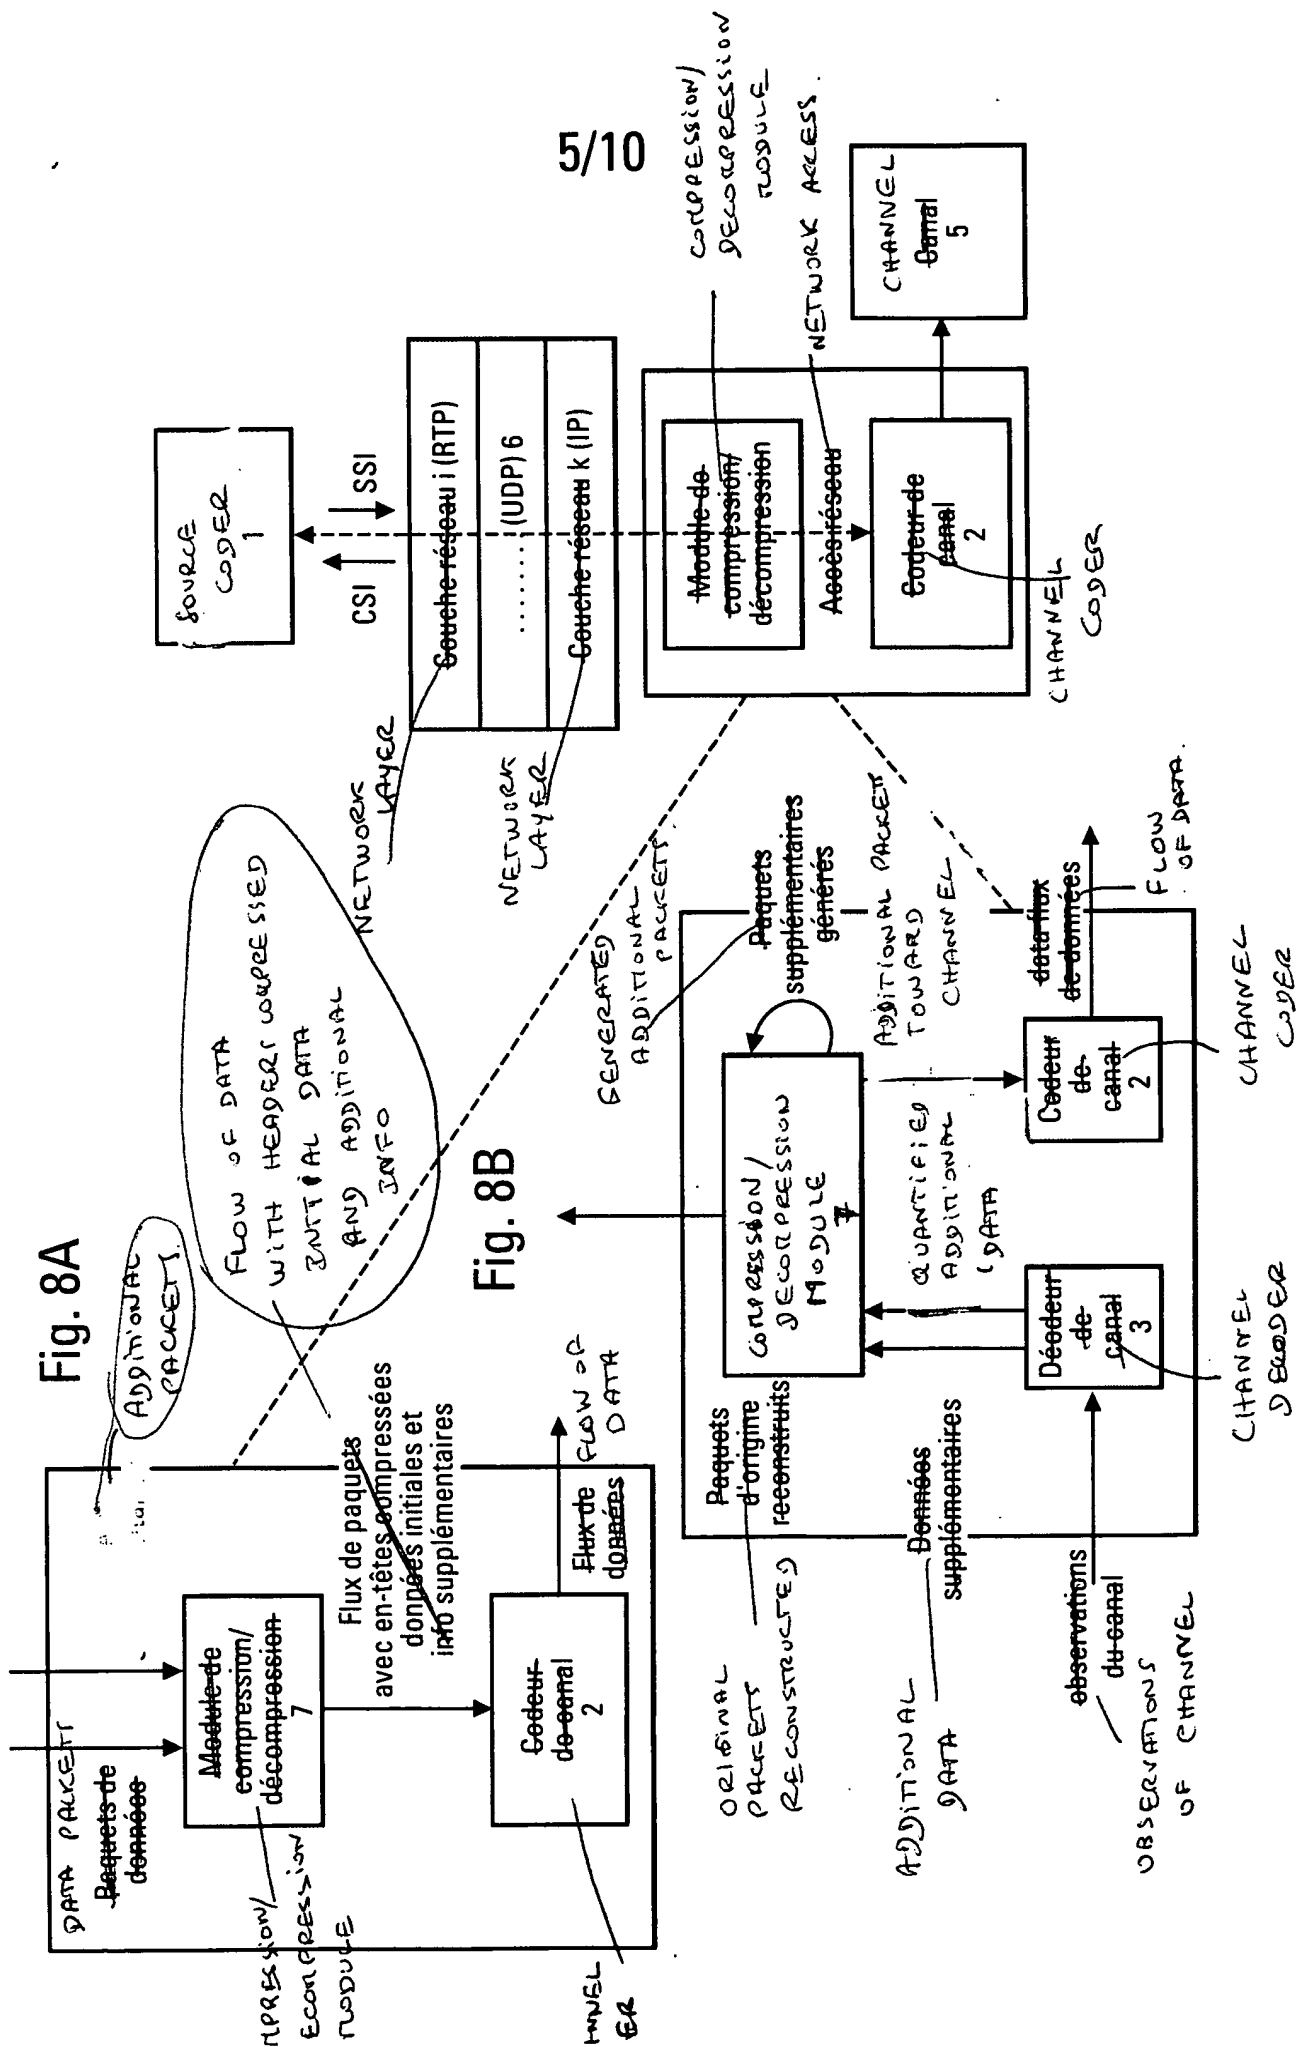 5/10
Fig. 8A
ADDITIONAL
PACKETS
DATA PACKETS
Paquets de
données
Module de
compression/
décompression
7
MPRESSION/
ECOMPRESSION
MODULE
Flux de paquets
avec en-têtes compressées
données initiales et
info supplémentaires
FLOW OF DATA
WITH HEADERS COMPRESSED
INITIAL DATA
AND ADDITIONAL
INFO
Codeur
de canal
2
NNEL
ER
Flux de
données
FLOW OF
DATA
Fig. 8B
COMPRESSION/
DECOMPRESSION
MODULE
7
GENERATED
ADDITIONAL
PACKETS.
Paquets
supplémentaires
générés
Paquets
d'origine
reconstruits
ORIGINAL
PACKETS
RECONSTRUCTED
QUANTIFIED
ADDITIONAL
DATA
ADDITIONAL PACKET
TOWARD
CHANNEL
Données
supplémentaires
ADDITIONAL
DATA
Déodeur
de
canal
3
CHANNEL
DECODER
Codeur
de
canal
2
CHANNEL
CODER
data flux
de données
FLOW
OF DATA.
observations
du canal
OBSERVATIONS
OF CHANNEL
SOURCE
CODER
1
CSI
SSI
Couche réseau i (RTP)
........ (UDP) 6
Couche réseau k (IP)
NETWORK
LAYER
NETWORK
LAYER
Module de
compression/
décompression
COMPRESSION/
DECOMPRESSION
MODULE
Accès réseau
NETWORK ACCESS.
Codeur de
canal
2
CHANNEL
CODER
CHANNEL
Canal
5